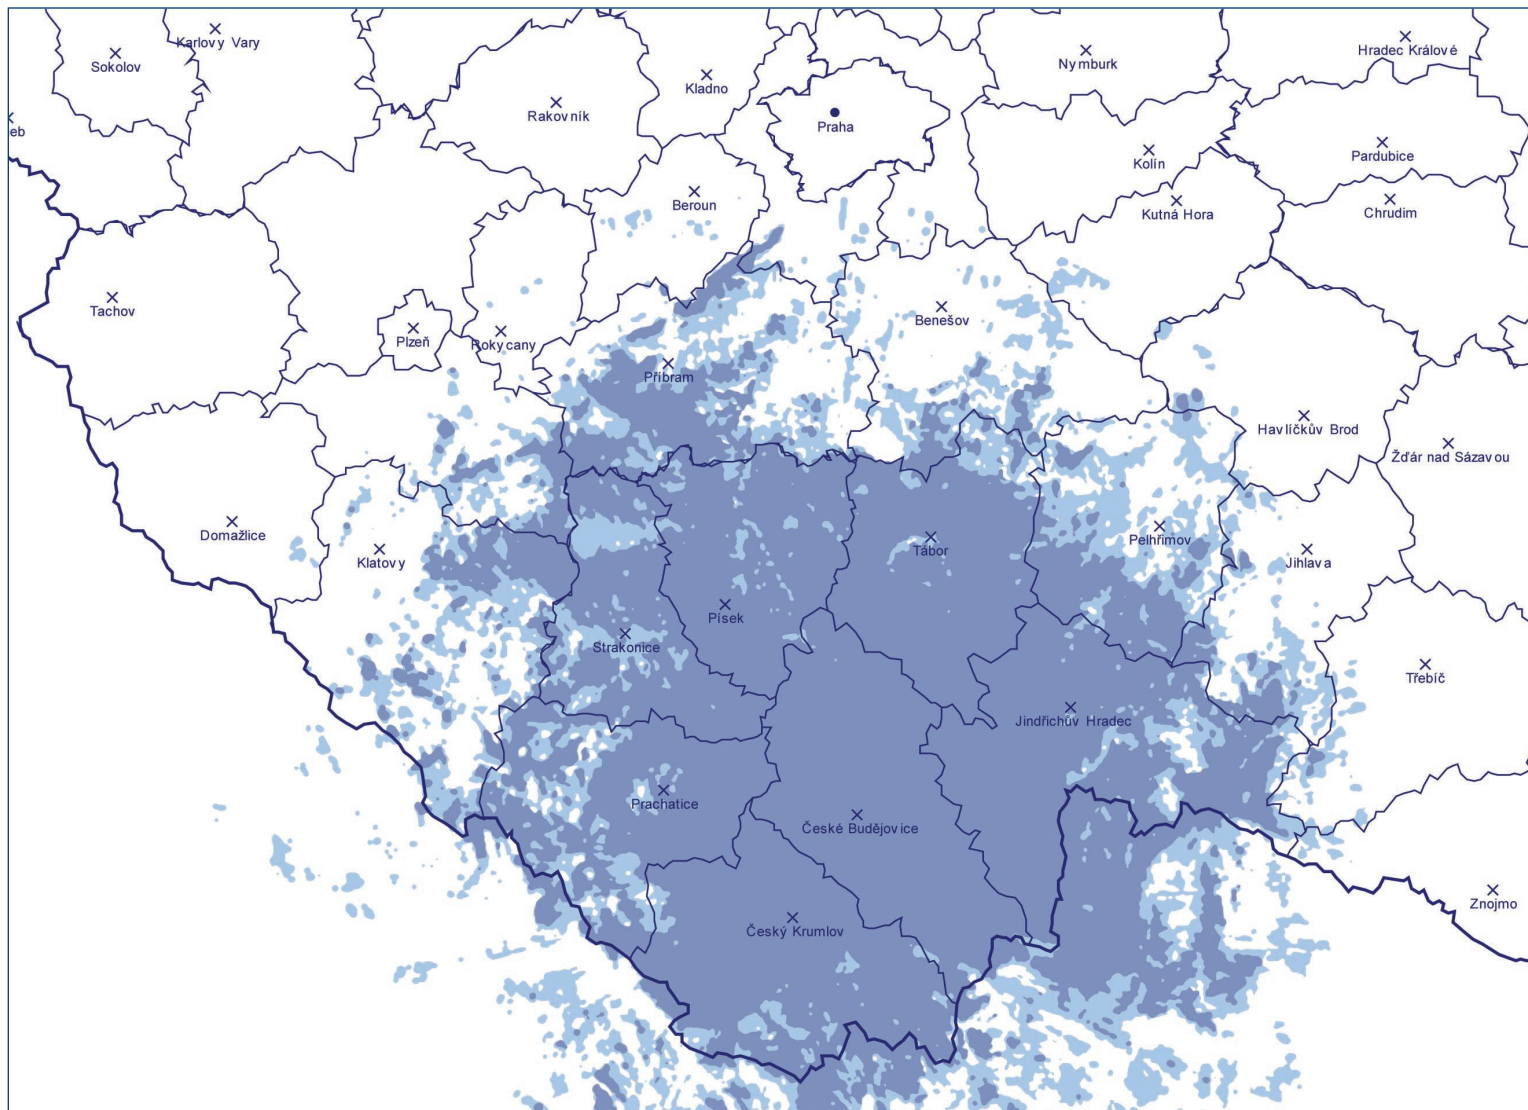 Karlovy Vary
Hradec Králové
Sokolov
Nymburk
Kladno
Rakovník
Praha
eb
Kolín
Pardubice
Beroun
Kutná Hora
Chrudim
Tachov
Benešov
Plzeň
Rokycany
Příbram
Havlíčkův Brod
Žďár nad Sázavou
Domažlice
Pelhřimov
Tábor
Klatovy
Jihlava
Písek
Strakonice
Třebíč
Jindřichův Hradec
Prachatice
České Budějovice
Znojmo
Český Krumlov